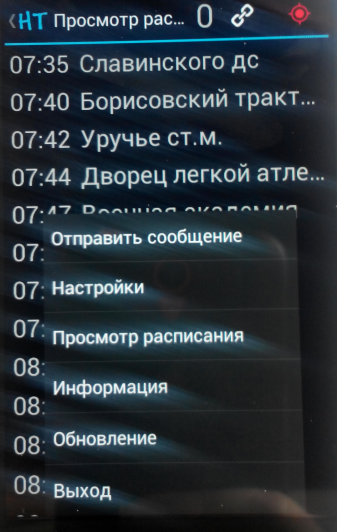 НТ Просмотр рас... 0
07:35 Славинского дс
07:40 Борисовский тракт...
07:42 Уручье ст.м.
07:44 Дворец легкой атле...
07:47 Военная академия
07:
Отправить сообщение
07:
Настройки
07:
Просмотр расписания
08:
Информация
08:
08:
Обновление
08:
Выход